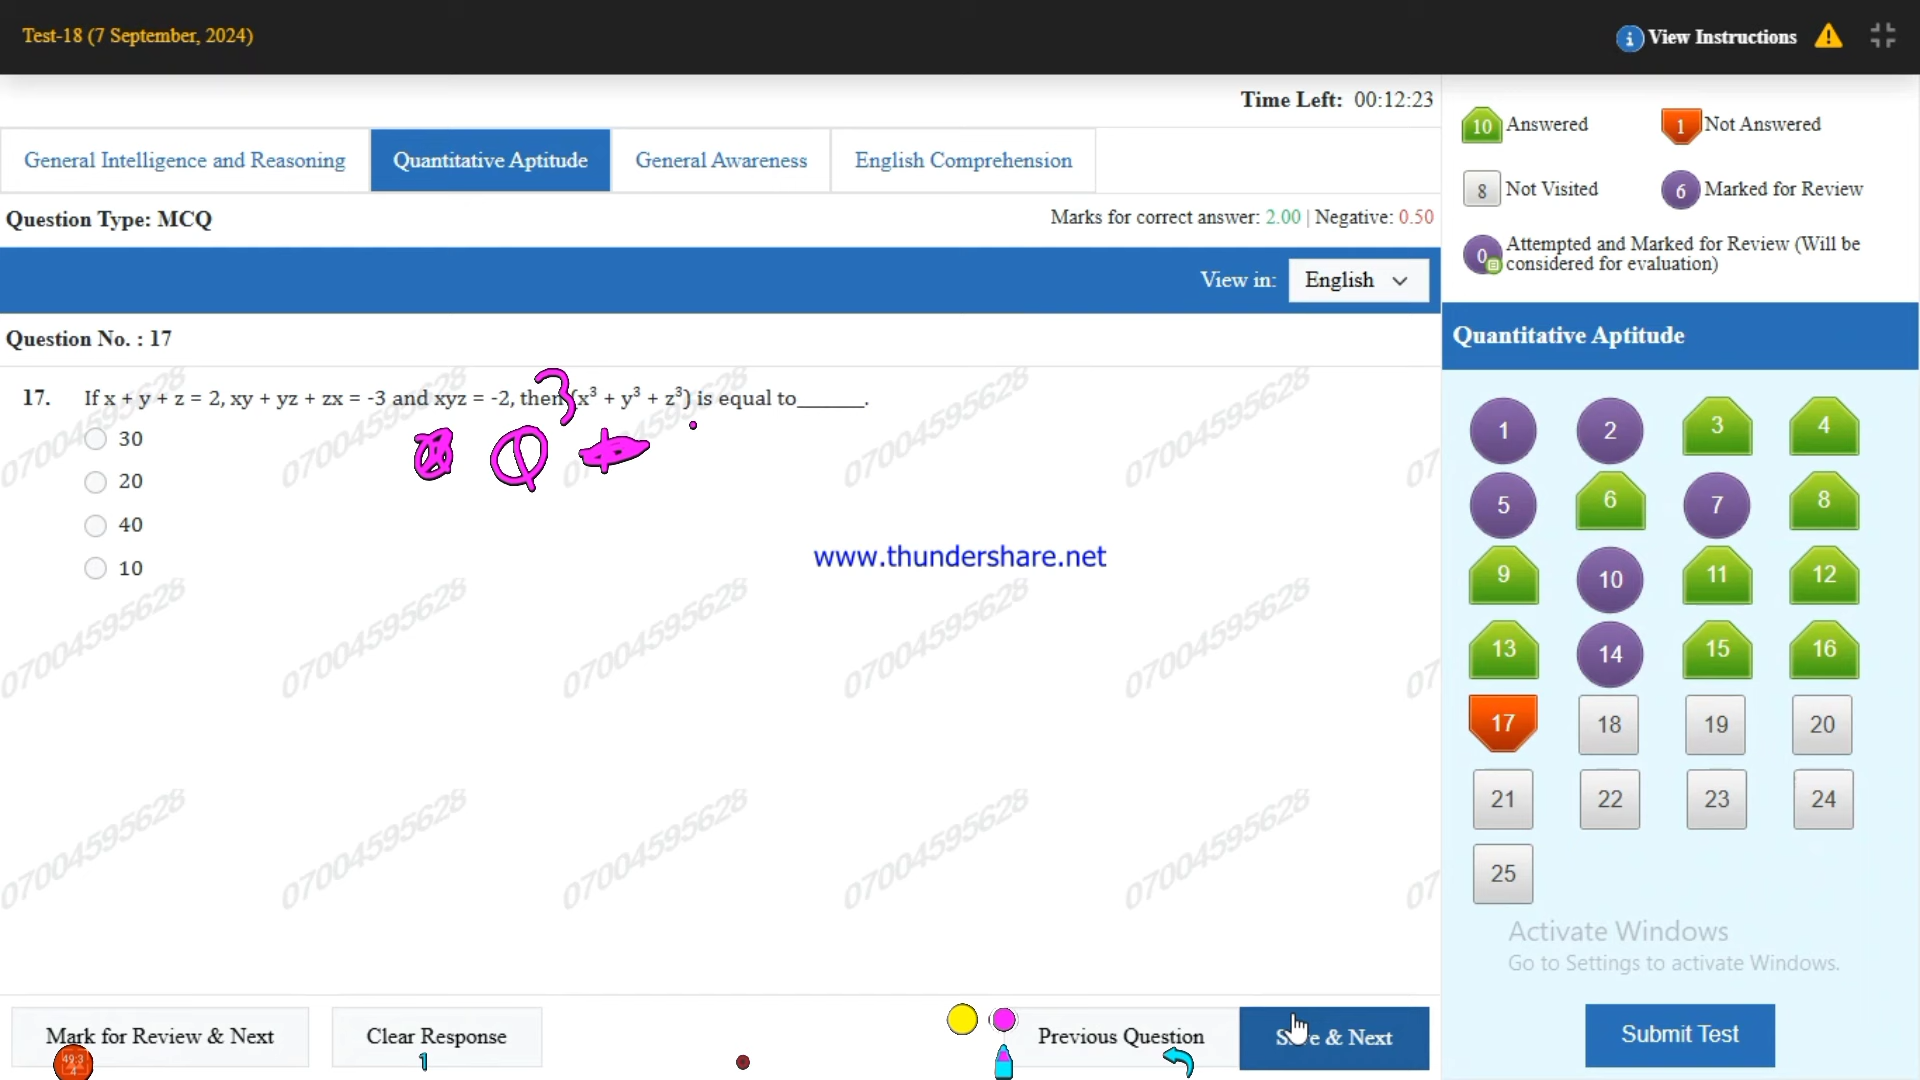 Test-18 (7 September, 2024)
View Instructions
Time Left: 00:12:23
General Intelligence and Reasoning
Quantitative Aptitude
General Awareness
English Comprehension
Question Type: MCQ
Marks for correct answer: 2.00 | Negative: 0.50
View in: English
Question No. : 17
17. If x + y + z = 2, xy + yz + zx = -3 and xyz = -2, then (x³ + y³ + z³) is equal to______.
3
30
20
40
10
www.thundershare.net
07004595628
Mark for Review & Next
Clear Response
Previous Question
Save & Next
49:3
4
1
10 Answered
1 Not Answered
8 Not Visited
6 Marked for Review
0 Attempted and Marked for Review (Will be
considered for evaluation)
Quantitative Aptitude
1 2 3 4
5 6 7 8
9 10 11 12
13 14 15 16
17 18 19 20
21 22 23 24
25
Activate Windows
Go to Settings to activate Windows.
Submit Test